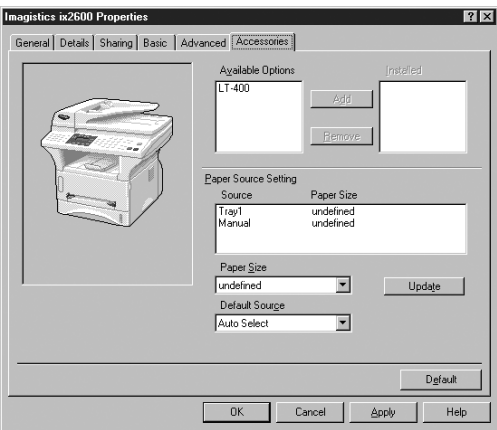 Imagistics ix2600 Properties
General Details Sharing Basic Advanced Accessories
Available Options Installed
LT-400
Add
Remove
Paper Source Setting
Source Paper Size
Tray1 undefined
Manual undefined
Paper Size
undefined
Update
Default Source
Auto Select
Default
OK Cancel Apply Help